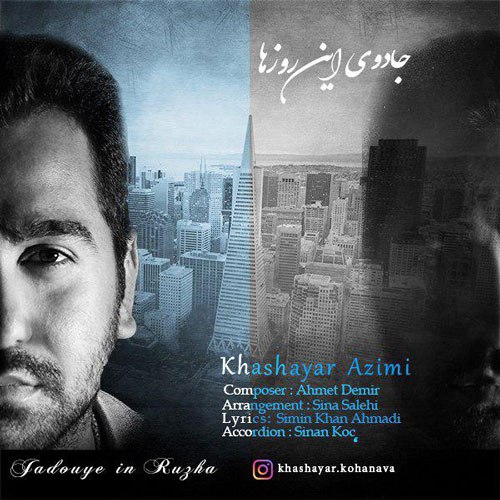 جادوی این روزها
Khashayar Azimi
Composer : Ahmet Demir
Arrangement : Sina Salehi
Lyrics: Simin Khan Ahmadi
Accordion : Sinan Koç
Jadouye in Ruzha
khashayar.kohanava